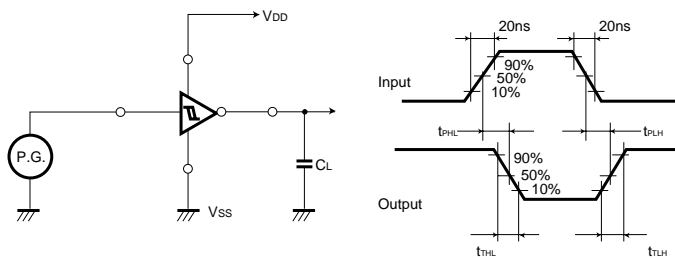 VDD
P.G.
VSS
CL
20ns 20ns
Input
90%
50%
10%
tPHL tPLH
Output
90%
50%
10%
tTHL tTLH